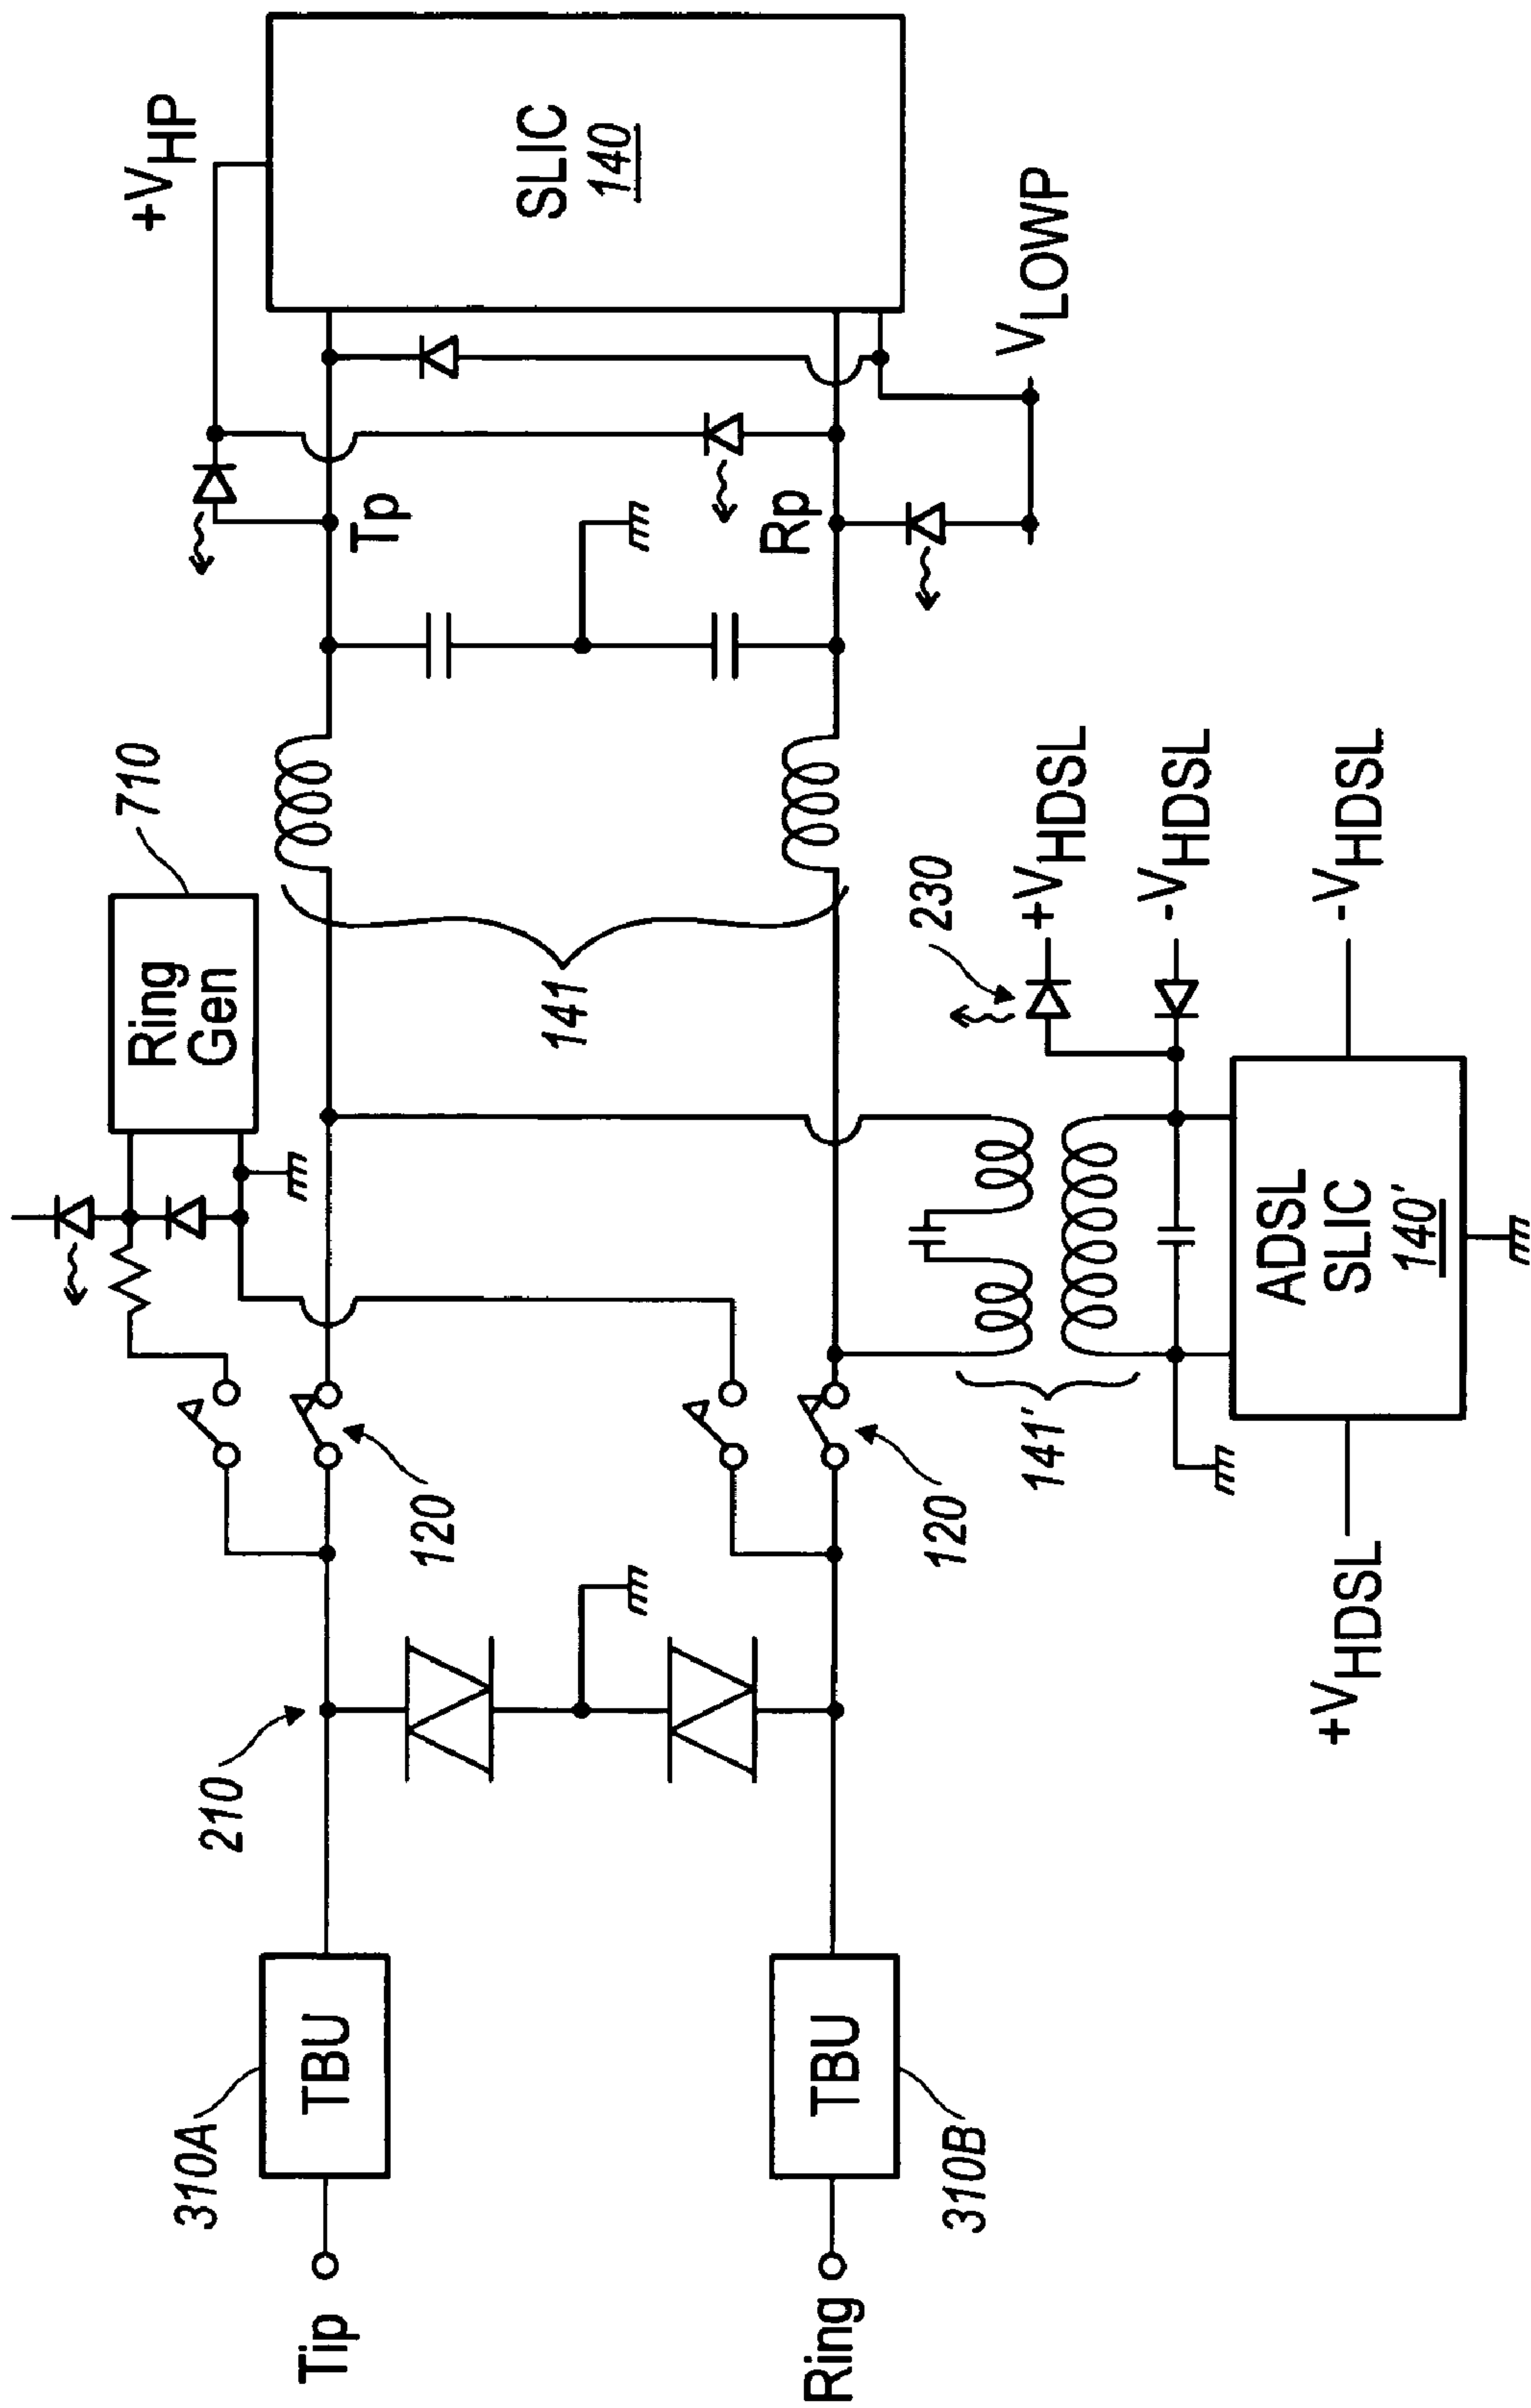 Tip
310A
TBU
210
120
Ring
Gen
710
141
Tp
+VHP
SLIC
140
Ring
310B
TBU
120
Rp
VLOWP
141'
230
+VHDSL
-VHDSL
+VHDSL
ADSL
SLIC
140'
-VHDSL